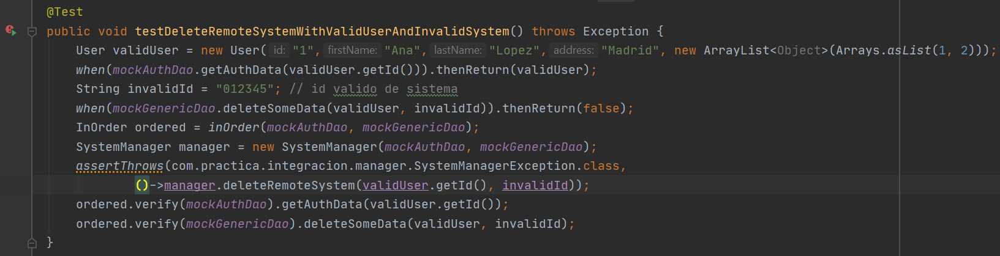 @Test
public void testDeleteRemoteSystemWithValidUserAndInvalidSystem() throws Exception {
User validUser = new User( id: "1", firstName: "Ana", lastName: "Lopez", address: "Madrid", new ArrayList<Object>(Arrays.asList(1, 2)));
when(mockAuthDao.getAuthData(validUser.getId())).thenReturn(validUser);
String invalidId = "012345"; // id valido de sistema
when(mockGenericDao.deleteSomeData(validUser, invalidId)).thenReturn(false);
InOrder ordered = inOrder(mockAuthDao, mockGenericDao);
SystemManager manager = new SystemManager(mockAuthDao, mockGenericDao);
assertThrows(com.practica.integracion.manager.SystemManagerException.class,
()->manager.deleteRemoteSystem(validUser.getId(), invalidId));
ordered.verify(mockAuthDao).getAuthData(validUser.getId());
ordered.verify(mockGenericDao).deleteSomeData(validUser, invalidId);
}